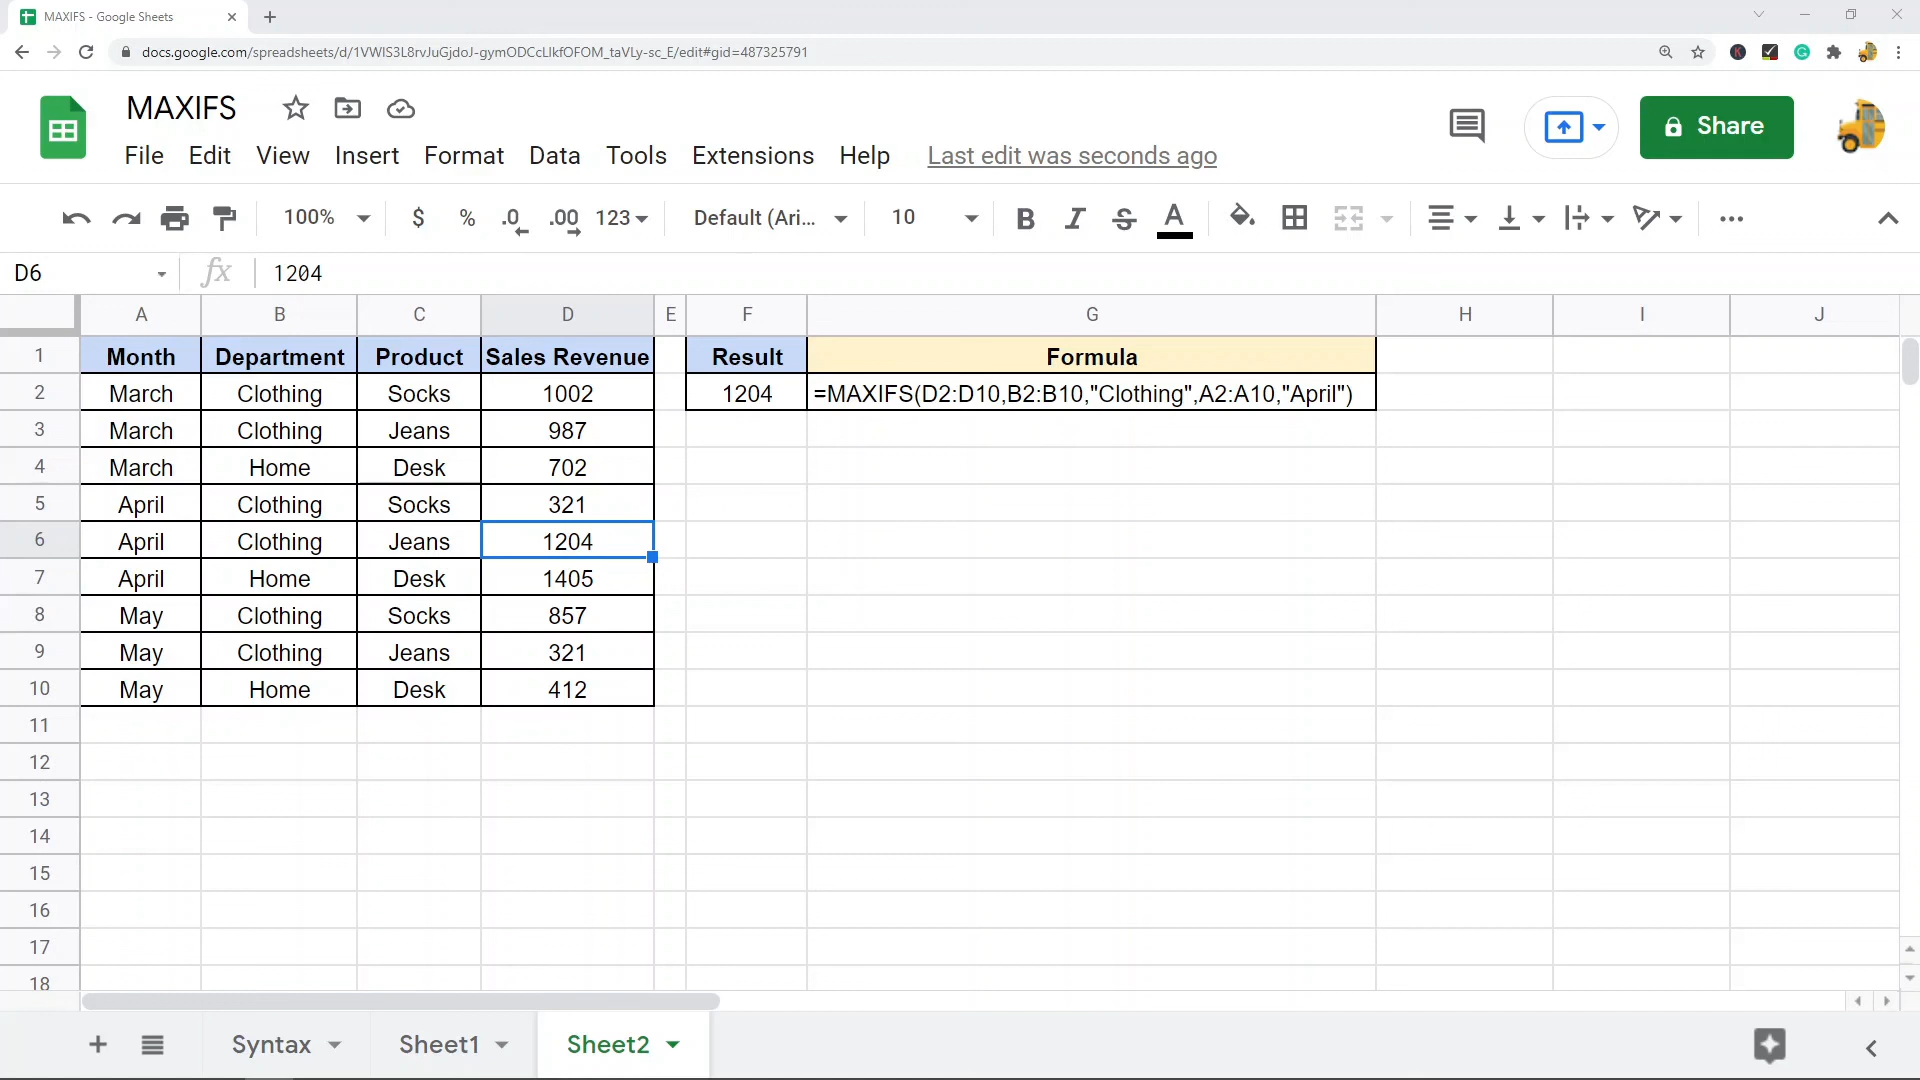 MAXIFS - Google Sheets
docs.google.com/spreadsheets/d/1VWIS3L8rvJuGjdoJ-gymODCcLIkfOFOM_taVLy-sc_E/edit#gid=487325791
MAXIFS
Share
File Edit View Insert Format Data Tools Extensions Help Last edit was seconds ago
100% $ % .0 .00 123 Default (Ari... 10 B I S A
D6 fx 1204
A B C D E F G H I J
1 Month Department Product Sales Revenue Result Formula
2 March Clothing Socks 1002 1204 =MAXIFS(D2:D10,B2:B10,"Clothing",A2:A10,"April")
3 March Clothing Jeans 987
4 March Home Desk 702
5 April Clothing Socks 321
6 April Clothing Jeans 1204
7 April Home Desk 1405
8 May Clothing Socks 857
9 May Clothing Jeans 321
10 May Home Desk 412
11
12
13
14
15
16
17
18
Syntax Sheet1 Sheet2